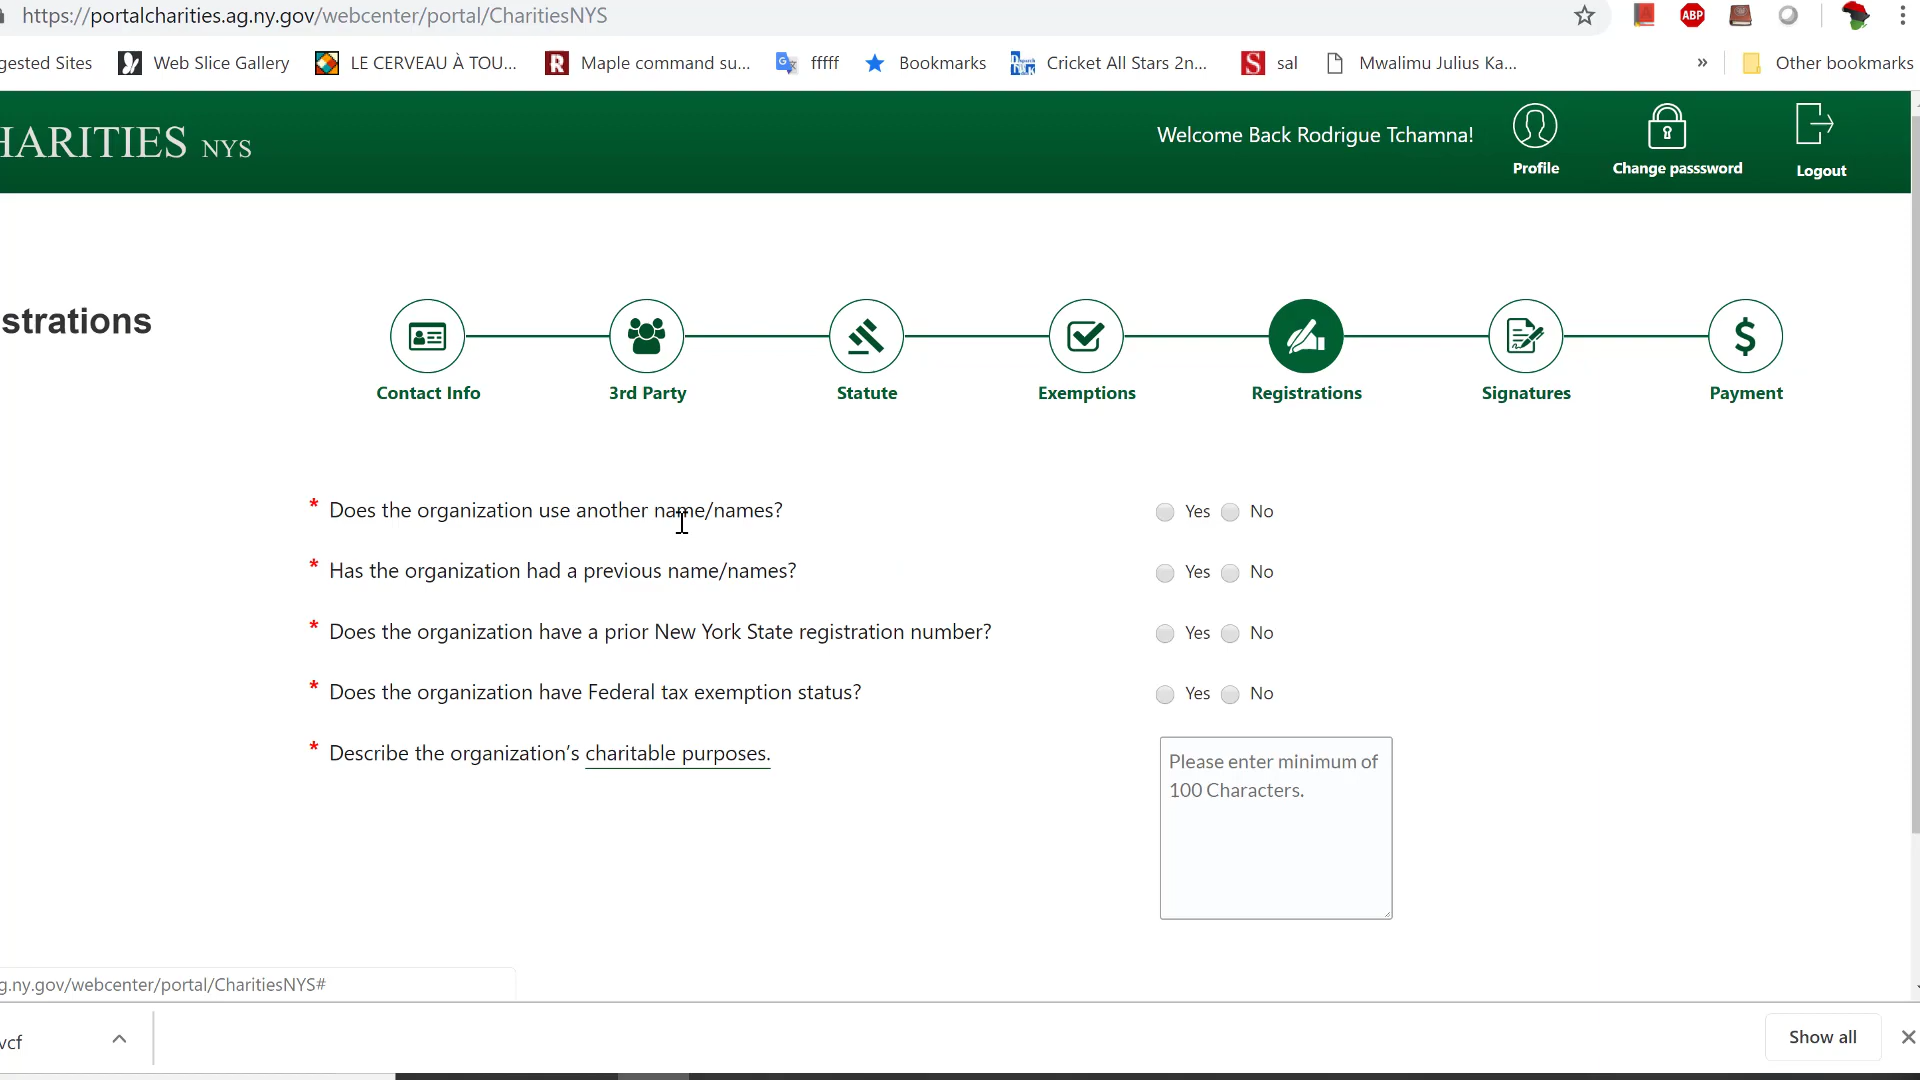 https://portalcharities.ag.ny.gov/webcenter/portal/CharitiesNYS
ABP
gested Sites
Web Slice Gallery
LE CERVEAU À TOU...
Maple command su...
fffff
Bookmarks
Cricket All Stars 2n...
sal
Mwalimu Julius Ka...
»
Other bookmarks
HARITIES NYS
Welcome Back Rodrigue Tchamna!
Profile
Change passsword
Logout
strations
Contact Info
3rd Party
Statute
Exemptions
Registrations
Signatures
Payment
* Does the organization use another name/names?
Yes No
* Has the organization had a previous name/names?
Yes No
* Does the organization have a prior New York State registration number?
Yes No
* Does the organization have Federal tax exemption status?
Yes No
* Describe the organization’s charitable purposes.
Please enter minimum of
100 Characters.
g.ny.gov/webcenter/portal/CharitiesNYS#
vcf
Show all